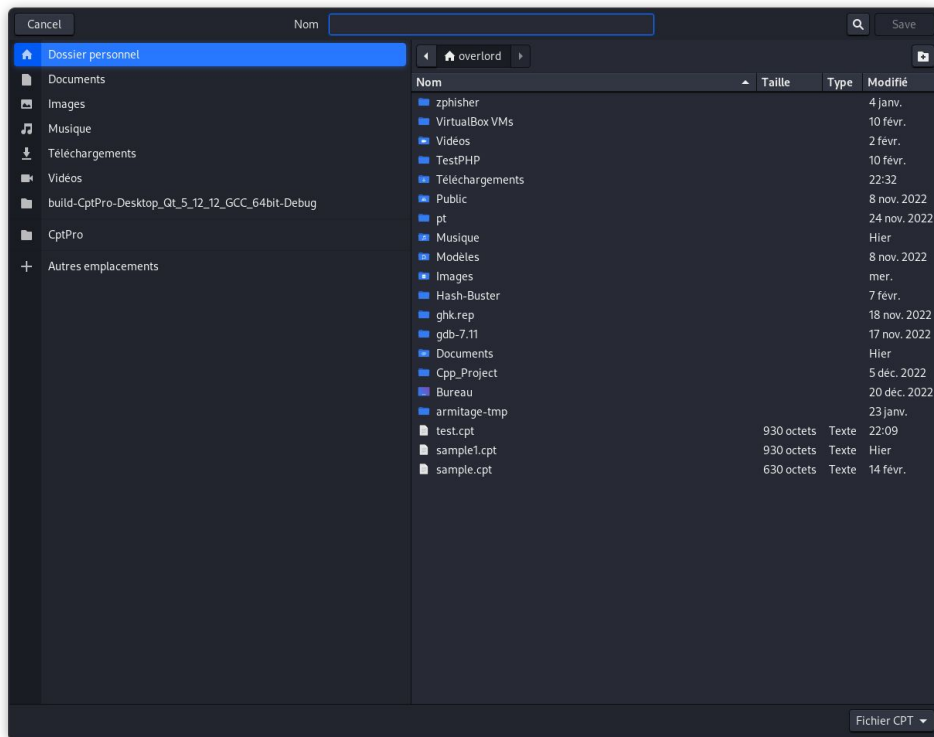 Cancel Nom Save
Dossier personnel
Documents
Images
Musique
Téléchargements
Vidéos
build-CptPro-Desktop_Qt_5_12_12_GCC_64bit-Debug
CptPro
Autres emplacements
overlord
Nom Taille Type Modifié
zphisher 4 janv.
VirtualBox VMs 10 févr.
Vidéos 2 févr.
TestPHP 10 févr.
Téléchargements 22:32
Public 8 nov. 2022
pt 24 nov. 2022
Musique Hier
Modèles 8 nov. 2022
Images mer.
Hash-Buster 7 févr.
ghk.rep 18 nov. 2022
gdb-7.11 17 nov. 2022
Documents Hier
Cpp_Project 5 déc. 2022
Bureau 20 déc. 2022
armitage-tmp 23 janv.
test.cpt 930 octets Texte 22:09
sample1.cpt 930 octets Texte Hier
sample.cpt 630 octets Texte 14 févr.
Fichier CPT